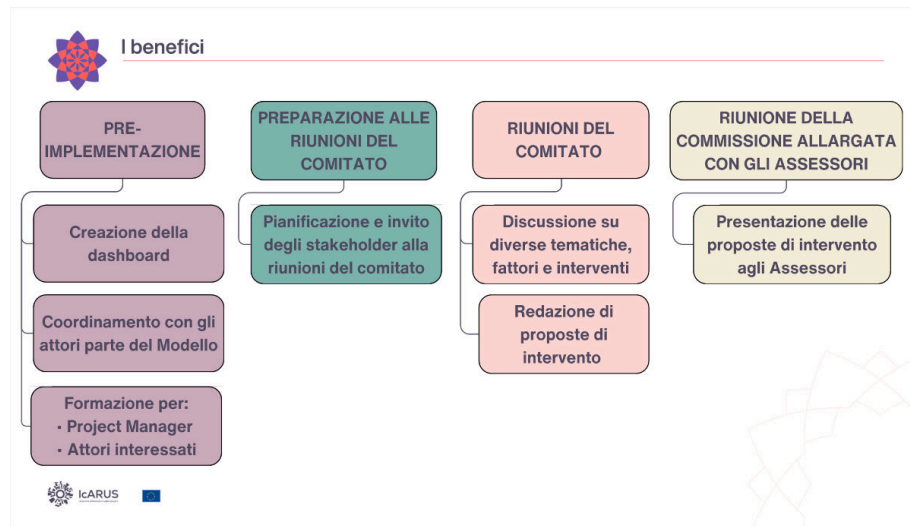 I benefici
PRE-
IMPLEMENTAZIONE
Creazione della
dashboard
Coordinamento con gli
attori parte del Modello
Formazione per:
- Project Manager
- Attori interessati
PREPARAZIONE ALLE
RIUNIONI DEL
COMITATO
Pianificazione e invito
degli stakeholder alla
riunioni del comitato
RIUNIONI DEL
COMITATO
Discussione su
diverse tematiche,
fattori e interventi
Redazione di
proposte di
intervento
RIUNIONE DELLA
COMMISSIONE ALLARGATA
CON GLI ASSESSORI
Presentazione delle
proposte di intervento
agli Assessori
IcARUS